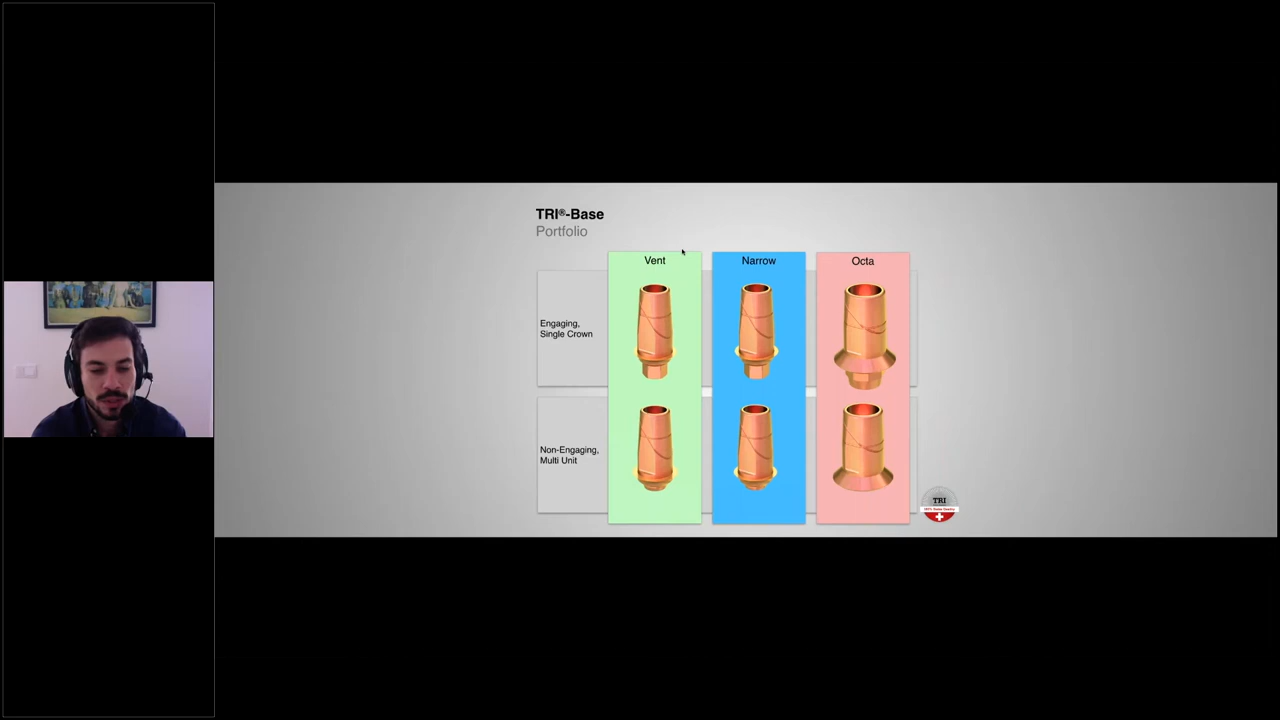 TRI®-Base
Portfolio
Vent
Narrow
Octa
Engaging,
Single Crown
Non-Engaging,
Multi Unit
TRI